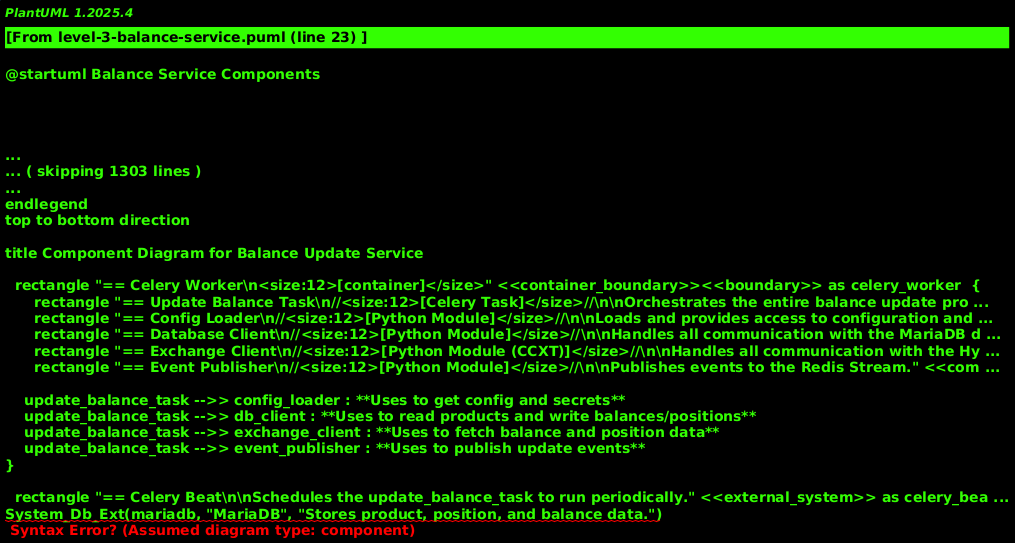 PlantUML 1.2025.4
[From level-3-balance-service.puml (line 23) ]
@startuml Balance Service Components
...
... ( skipping 1303 lines )
...
endlegend
top to bottom direction
title Component Diagram for Balance Update Service
rectangle "== Celery Worker\n<size:12>[container]</size>" <<container_boundary>><<boundary>> as celery_worker  {
rectangle "== Update Balance Task\n//<size:12>[Celery Task]</size>//\n\nOrchestrates the entire balance update pro ...
rectangle "== Config Loader\n//<size:12>[Python Module]</size>//\n\nLoads and provides access to configuration and ...
rectangle "== Database Client\n//<size:12>[Python Module]</size>//\n\nHandles all communication with the MariaDB d ...
rectangle "== Exchange Client\n//<size:12>[Python Module (CCXT)]</size>//\n\nHandles all communication with the Hy ...
rectangle "== Event Publisher\n//<size:12>[Python Module]</size>//\n\nPublishes events to the Redis Stream." <<com ...
update_balance_task -->> config_loader : **Uses to get config and secrets**
update_balance_task -->> db_client : **Uses to read products and write balances/positions**
update_balance_task -->> exchange_client : **Uses to fetch balance and position data**
update_balance_task -->> event_publisher : **Uses to publish update events**
}
rectangle "== Celery Beat\n\nSchedules the update_balance_task to run periodically." <<external_system>> as celery_bea ...
System_Db_Ext(mariadb, "MariaDB", "Stores product, position, and balance data.")
Syntax Error? (Assumed diagram type: component)